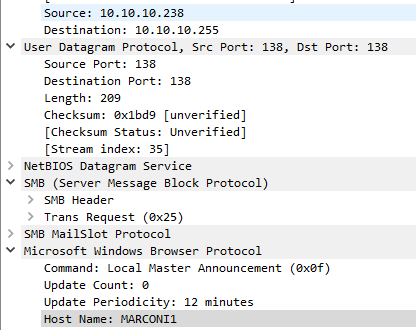 Source: 10.10.10.238
Destination: 10.10.10.255
User Datagram Protocol, Src Port: 138, Dst Port: 138
Source Port: 138
Destination Port: 138
Length: 209
Checksum: 0x1bd9 [unverified]
[Checksum Status: Unverified]
[Stream index: 35]
NetBIOS Datagram Service
SMB (Server Message Block Protocol)
SMB Header
Trans Request (0x25)
SMB MailSlot Protocol
Microsoft Windows Browser Protocol
Command: Local Master Announcement (0x0f)
Update Count: 0
Update Periodicity: 12 minutes
Host Name: MARCONI1